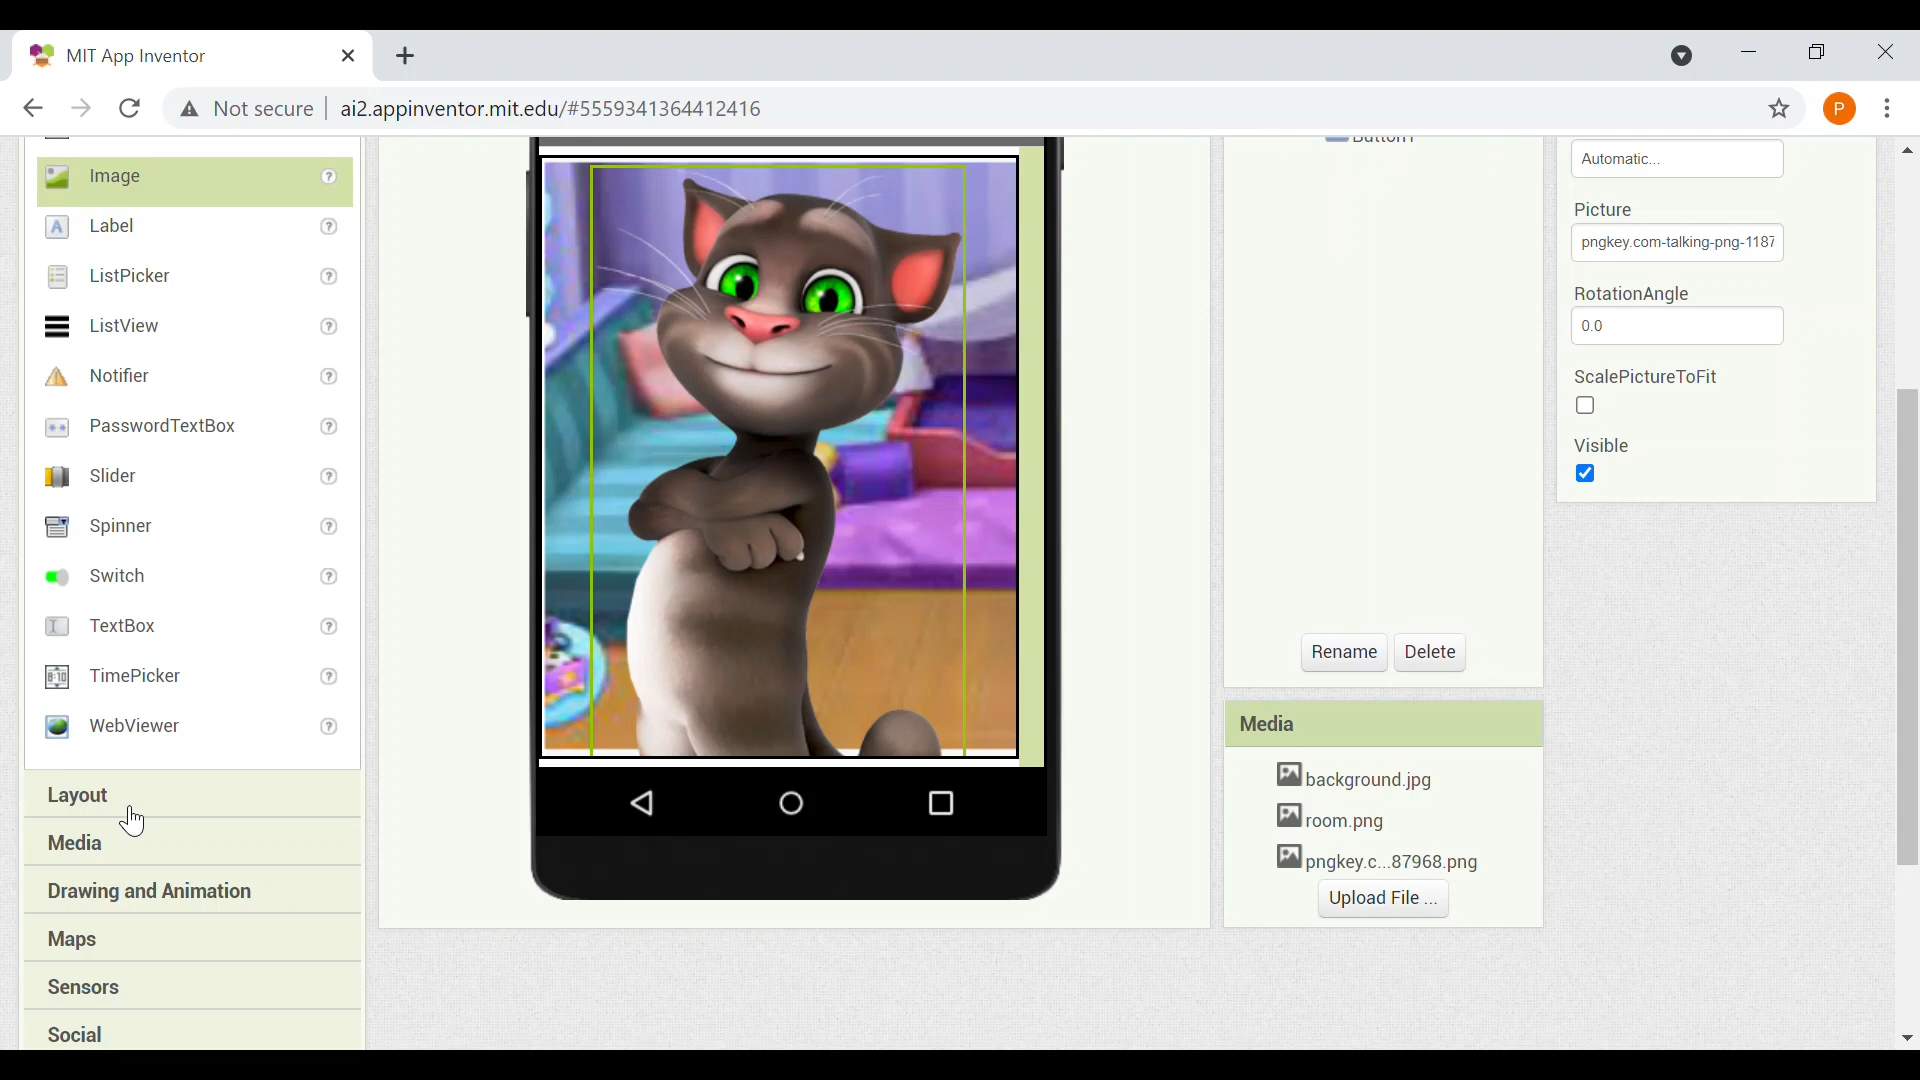 MIT App Inventor
Not secure
ai2.appinventor.mit.edu/#5559341364412416
P
Image
Label
ListPicker
ListView
Notifier
PasswordTextBox
Slider
Spinner
Switch
TextBox
TimePicker
WebViewer
Layout
Media
Drawing and Animation
Maps
Sensors
Social
Rename
Delete
Media
background.jpg
room.png
pngkey.c...87968.png
Upload File ...
Automatic...
Picture
pngkey.com-talking-png-1187
RotationAngle
0.0
ScalePictureToFit
Visible